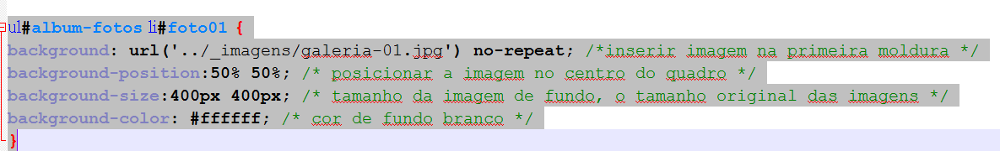 ul#album-fotos li#foto01 {
background: url('../_imagens/galeria-01.jpg') no-repeat; /*inserir imagem na primeira moldura */
background-position:50% 50%; /* posicionar a imagem no centro do quadro */
background-size:400px 400px; /* tamanho da imagem de fundo, o tamanho original das imagens */
background-color: #ffffff; /* cor de fundo branco */
}